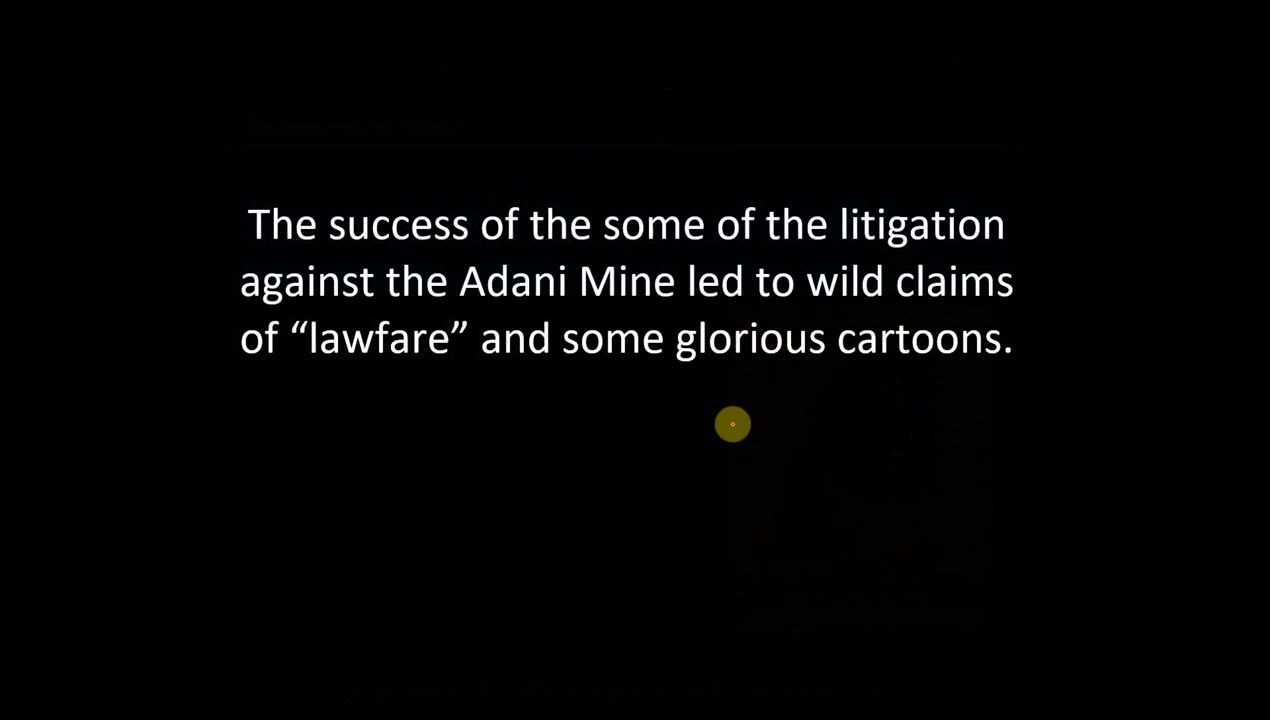 The success of the some of the litigation
against the Adani Mine led to wild claims
of “lawfare” and some glorious cartoons.